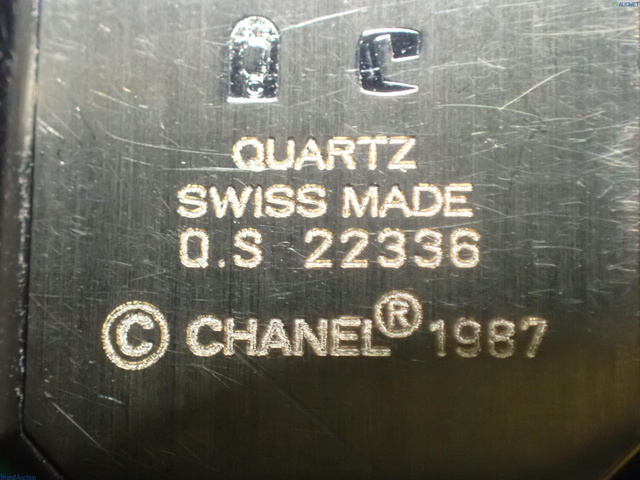 QUARTZ
SWISS MADE
Q.S 22336
© CHANEL® 1987